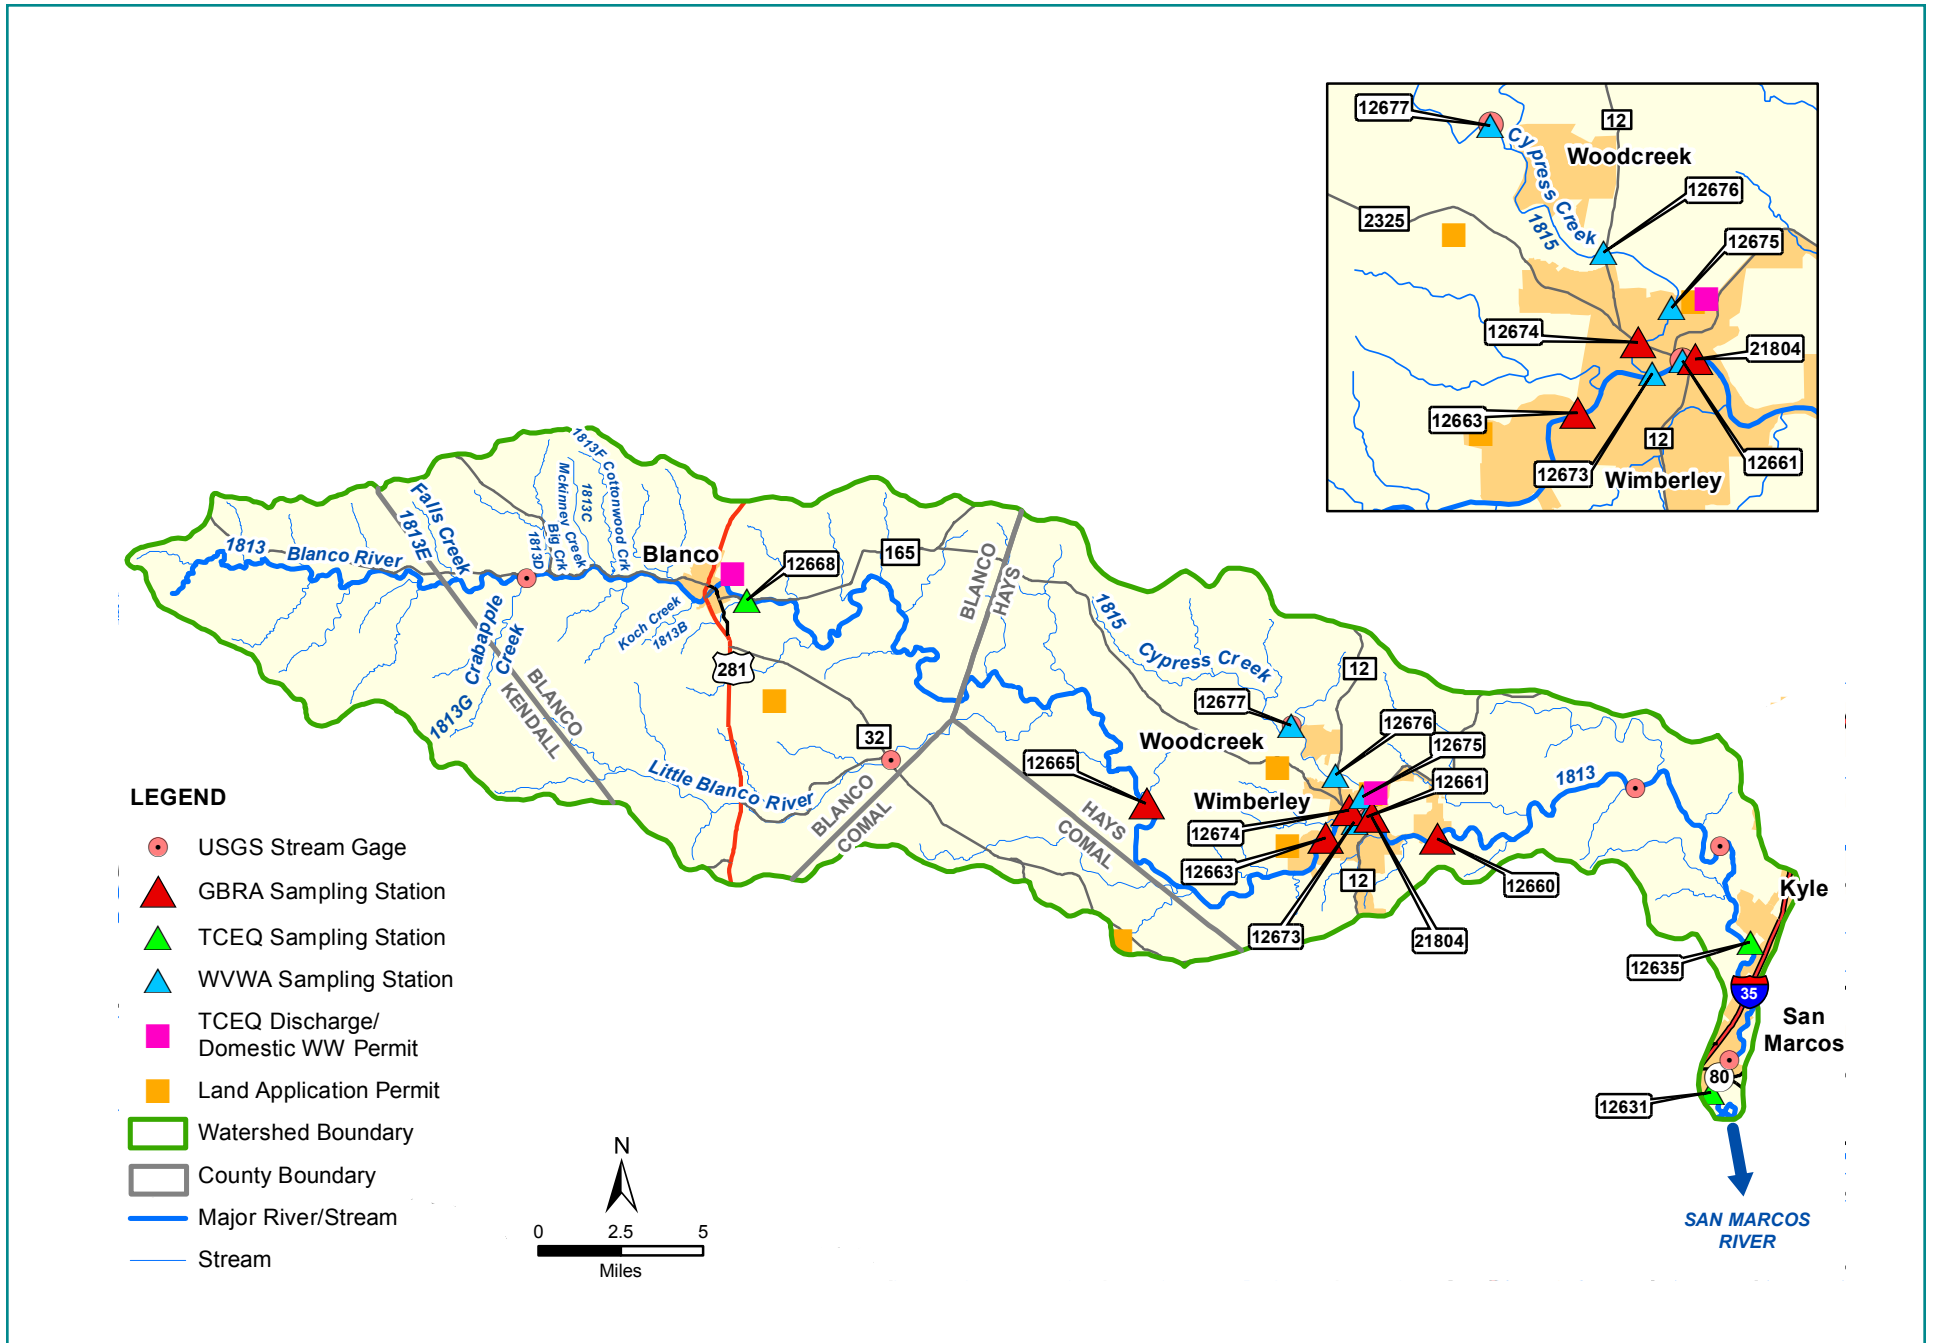 12677
12
Woodcreek
Cypress Creek
1815
12676
2325
12675
12674
21804
12663
12
12673
12661
Wimberley
1813
Blanco River
Falls Creek
1813E
1813D
Big Crk
Mckinney Creek
1813C
1813F Cottonwood Crk
Blanco
12668
165
BLANCO
HAYS
Koch Creek
1813B
1813G Crabapple
Creek
BLANCO
KENDALL
281
32
Little Blanco River
BLANCO
COMAL
1815
Cypress Creek
12
12677
12676
Woodcreek
12675
12665
12661
Wimberley
12674
12663
HAYS
COMAL
12
12660
12673
21804
1813
Kyle
12635
35
San
Marcos
80
12631
SAN MARCOS
RIVER
LEGEND
USGS Stream Gage
GBRA Sampling Station
TCEQ Sampling Station
WVWA Sampling Station
TCEQ Discharge/
Domestic WW Permit
Land Application Permit
Watershed Boundary
County Boundary
Major River/Stream
Stream
N
0 2.5 5
Miles